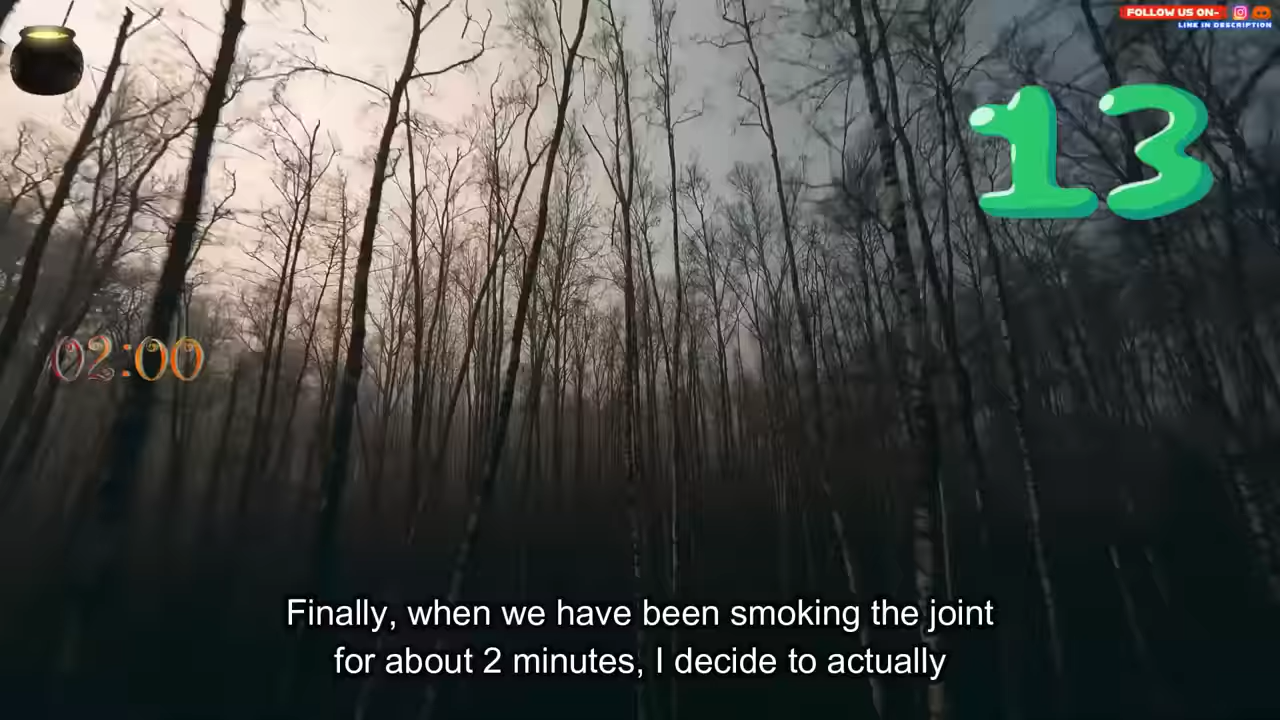 FOLLOW US ON-
LINK IN DESCRIPTION
13
02:00
Finally, when we have been smoking the joint
for about 2 minutes, I decide to actually